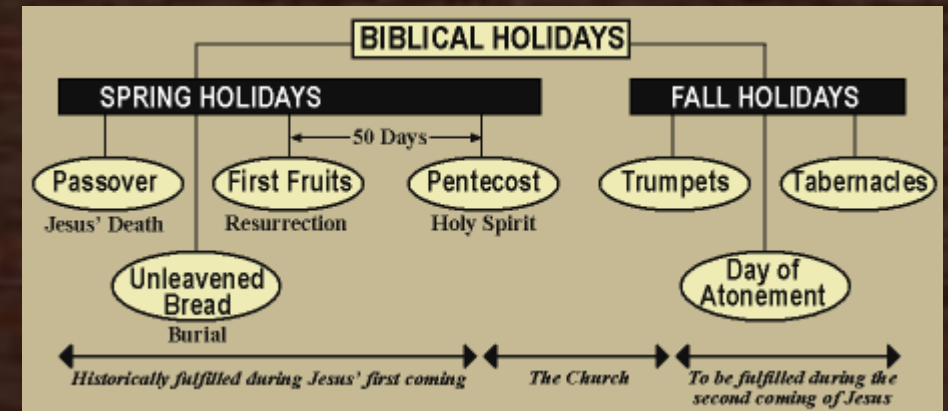 BIBLICAL HOLIDAYS
SPRING HOLIDAYS
FALL HOLIDAYS
50 Days
Passover
First Fruits
Pentecost
Trumpets
Tabernacles
Jesus' Death
Resurrection
Holy Spirit
Unleavened
Bread
Burial
Day of
Atonement
Historically fulfilled during Jesus' first coming
The Church
To be fulfilled during the
second coming of Jesus